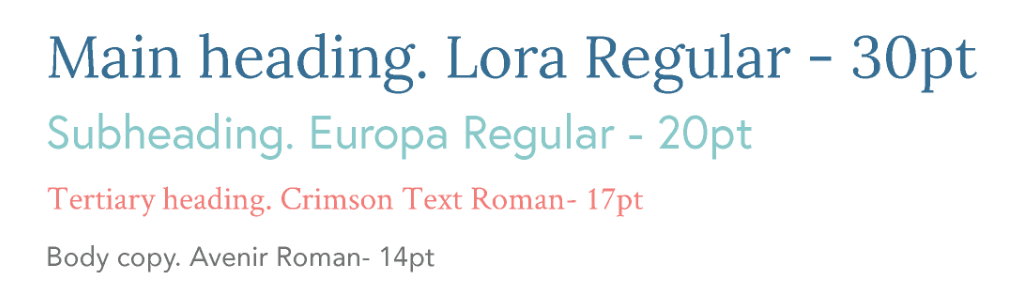 Main heading. Lora Regular - 30pt
Subheading. Europa Regular - 20pt
Tertiary heading. Crimson Text Roman- 17pt
Body copy. Avenir Roman- 14pt